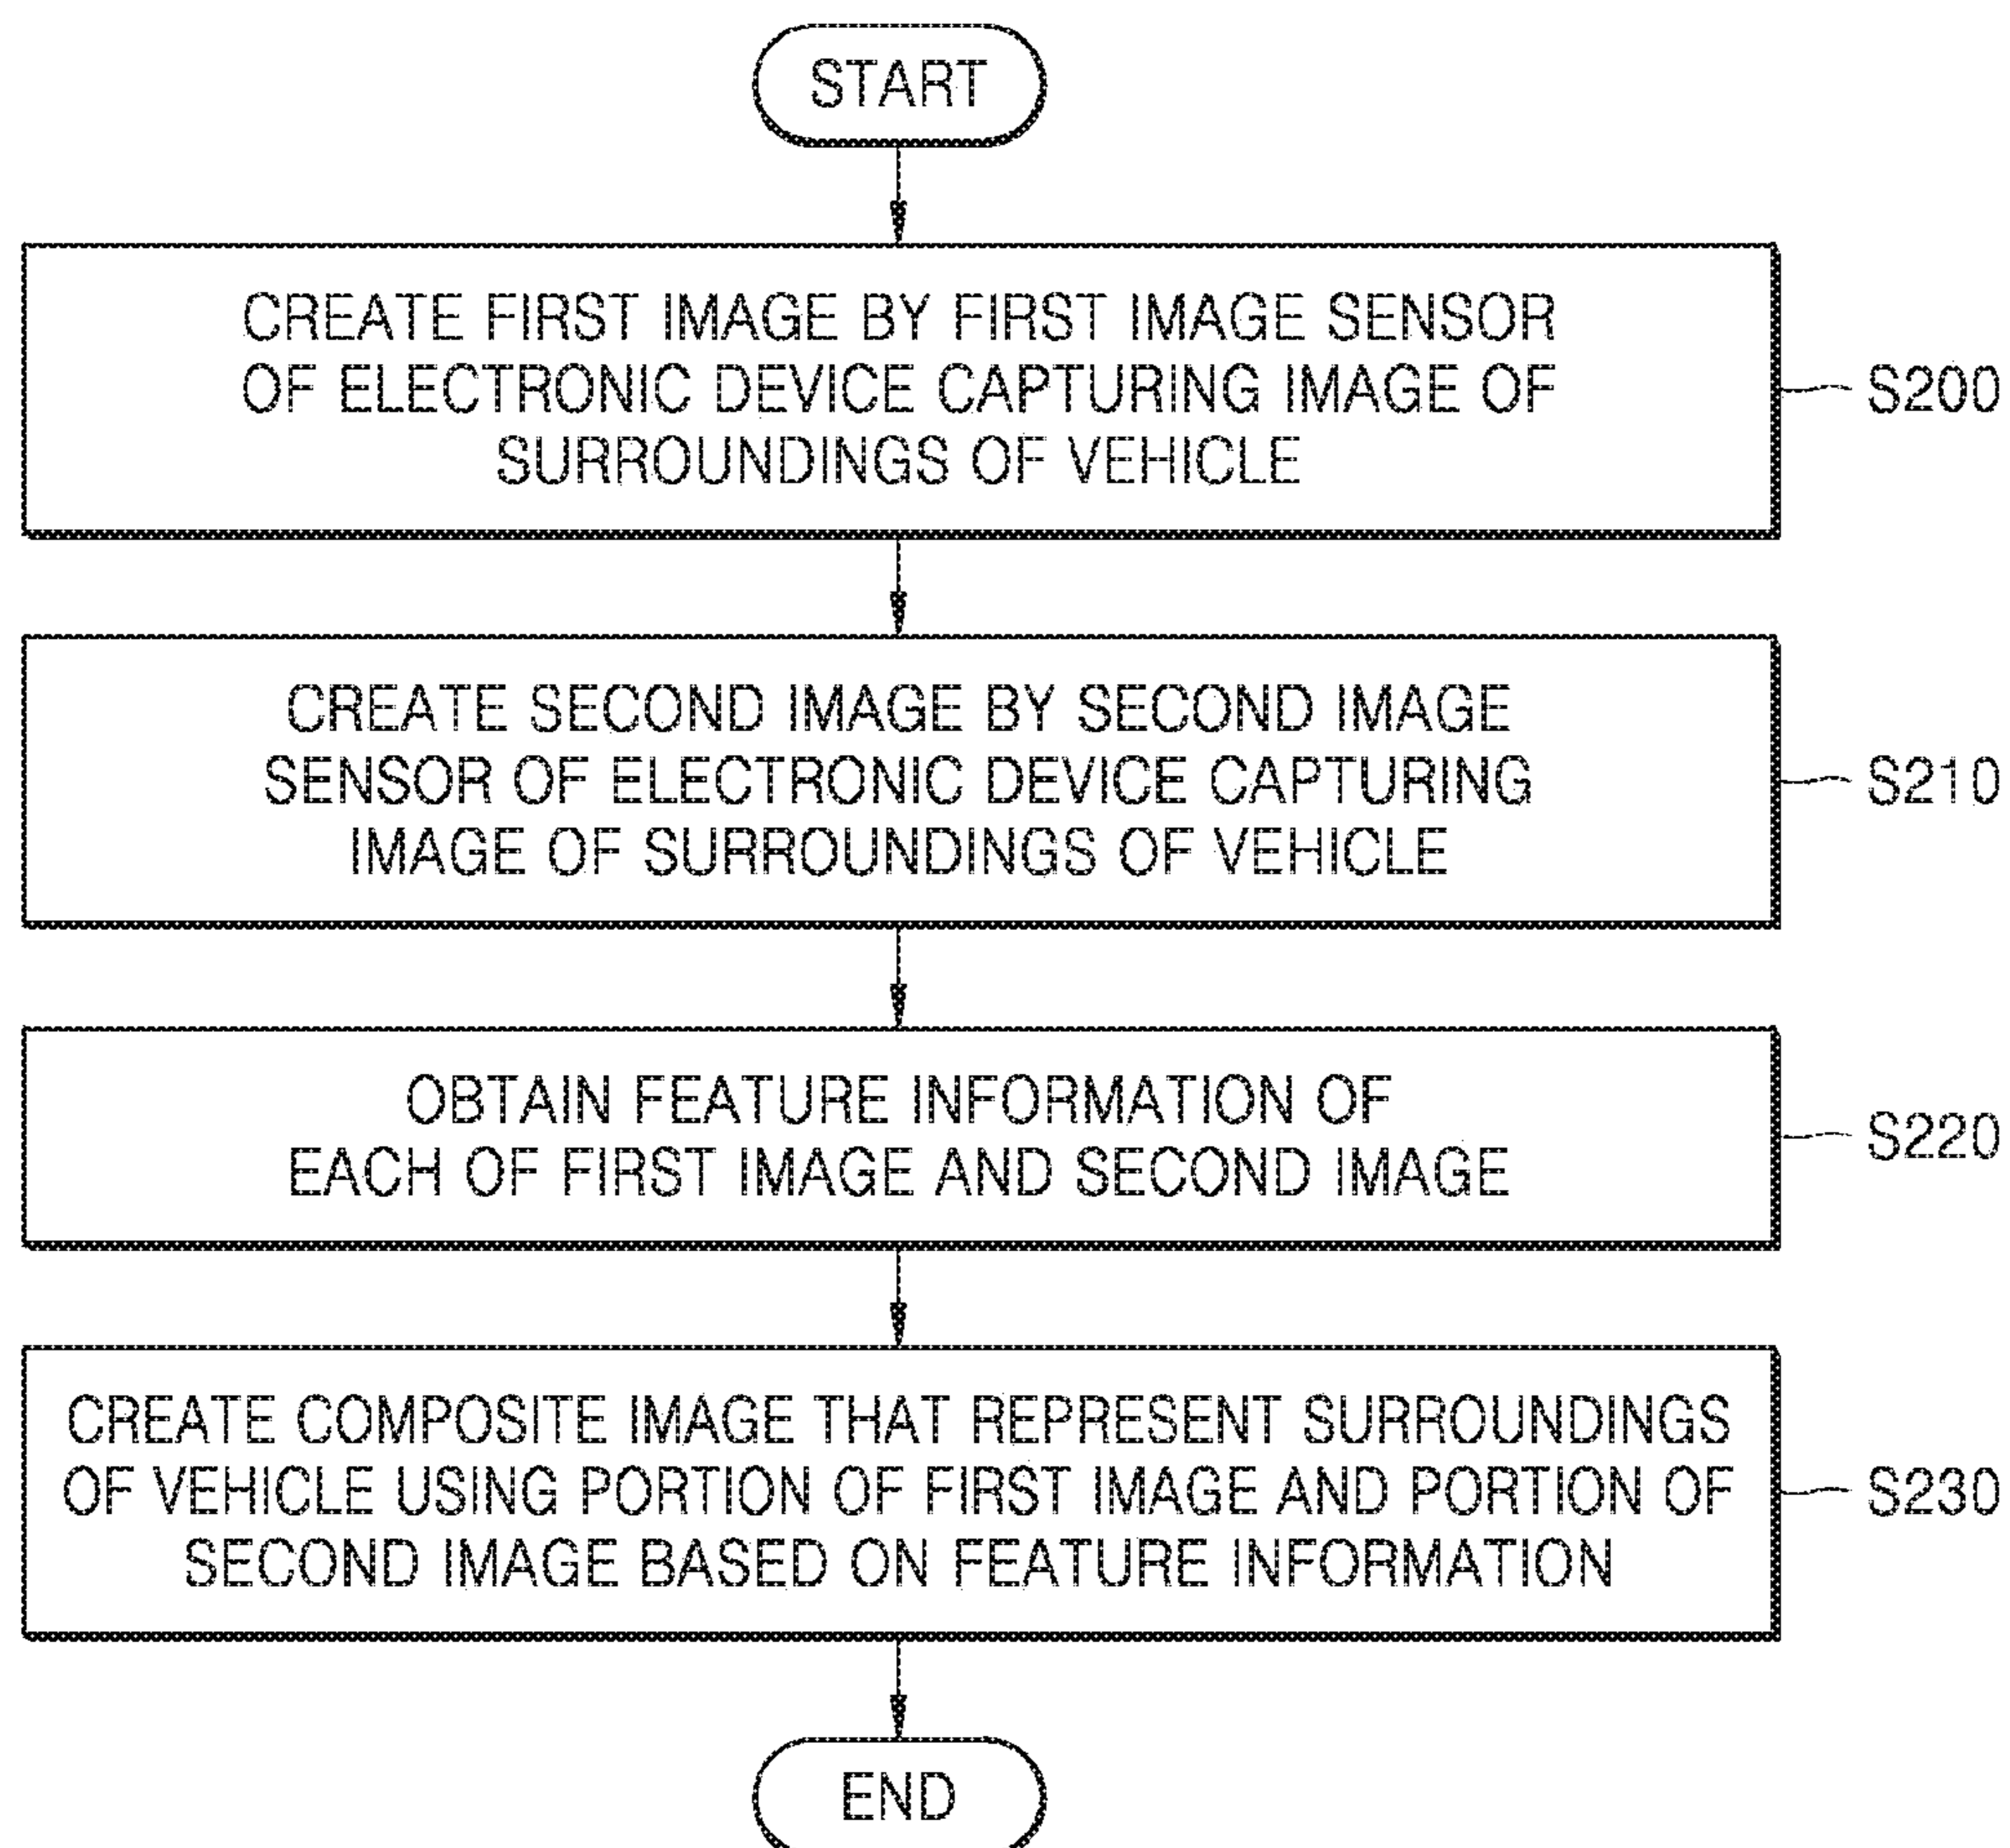 START
CREATE FIRST IMAGE BY FIRST IMAGE SENSOR
OF ELECTRONIC DEVICE CAPTURING IMAGE OF
SURROUNDINGS OF VEHICLE
S200
CREATE SECOND IMAGE BY SECOND IMAGE
SENSOR OF ELECTRONIC DEVICE CAPTURING
IMAGE OF SURROUNDINGS OF VEHICLE
S210
OBTAIN FEATURE INFORMATION OF
EACH OF FIRST IMAGE AND SECOND IMAGE
S220
CREATE COMPOSITE IMAGE THAT REPRESENT SURROUNDINGS
OF VEHICLE USING PORTION OF FIRST IMAGE AND PORTION OF
SECOND IMAGE BASED ON FEATURE INFORMATION
S230
END